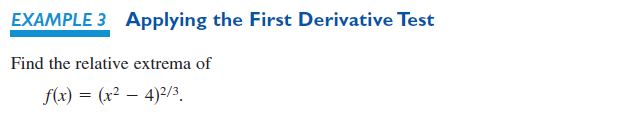 EXAMPLE 3 Applying the First Derivative Test
Find the relative extrema of
f(x) = (x² − 4)²/³.